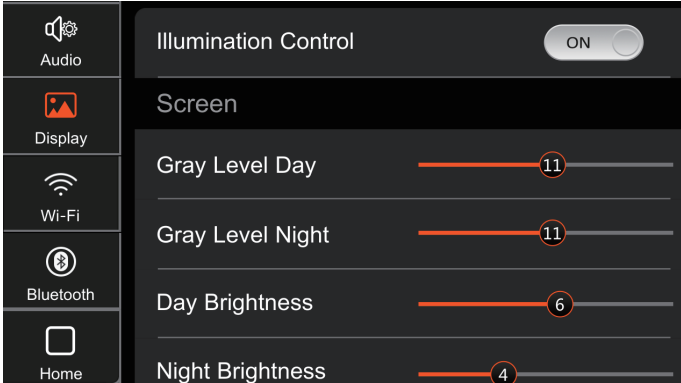 Audio
Display
Wi-Fi
Bluetooth
Home
Illumination Control ON
Screen
Gray Level Day 11
Gray Level Night 11
Day Brightness 6
Night Brightness 4